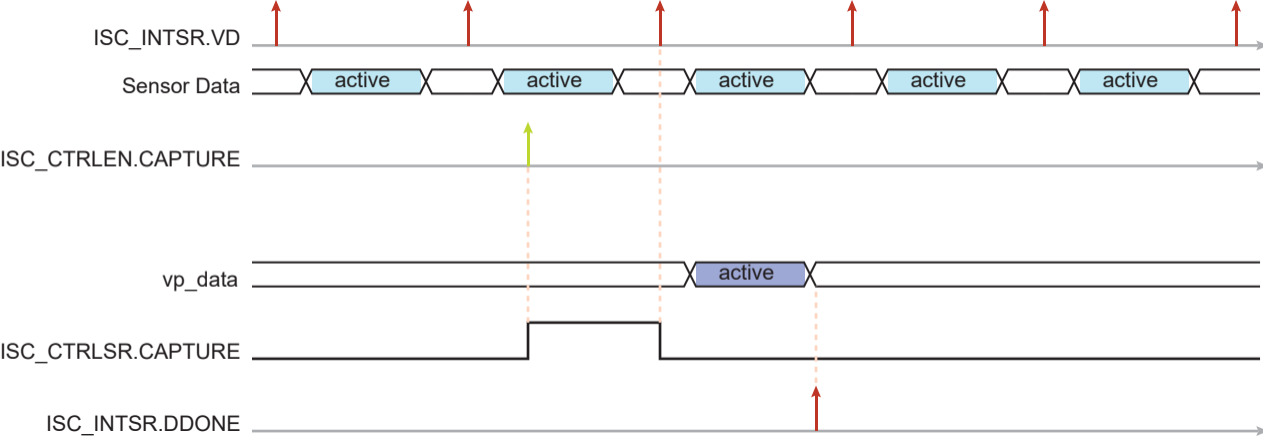 ISC_INTSR.VD
Sensor Data
active active active active active
ISC_CTRLEN.CAPTURE
vp_data
active
ISC_CTRLSR.CAPTURE
ISC_INTSR.DDONE